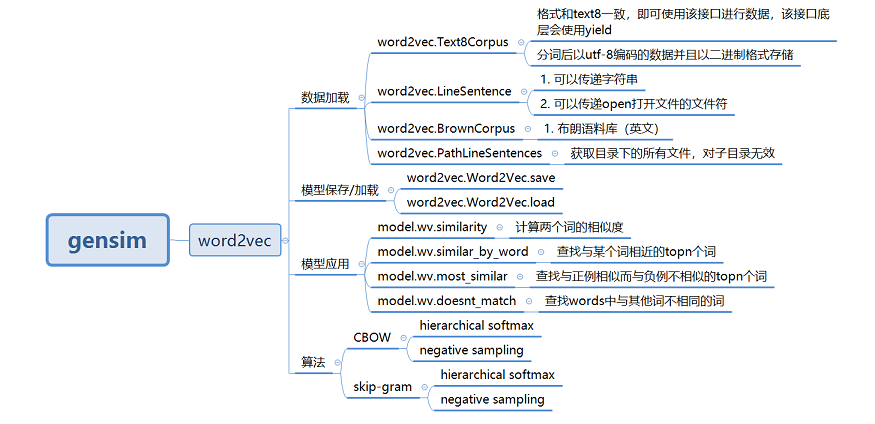 gensim
word2vec
数据加载
word2vec.Text8Corpus
格式和text8一致，即可使用该接口进行数据，该接口底
层会使用yield
分词后以utf-8编码的数据并且以二进制格式存储
word2vec.LineSentence
1. 可以传递字符串
2. 可以传递open打开文件的文件符
word2vec.BrownCorpus
1. 布朗语料库（英文）
word2vec.PathLineSentences
获取目录下的所有文件，对子目录无效
模型保存/加载
word2vec.Word2Vec.save
word2vec.Word2Vec.load
模型应用
model.wv.similarity
计算两个词的相似度
model.wv.similar_by_word
查找与某个词相近的topn个词
model.wv.most_similar
查找与正例相似而与负例不相似的topn个词
model.wv.doesnt_match
查找words中与其他词不相同的词
算法
CBOW
hierarchical softmax
negative sampling
skip-gram
hierarchical softmax
negative sampling